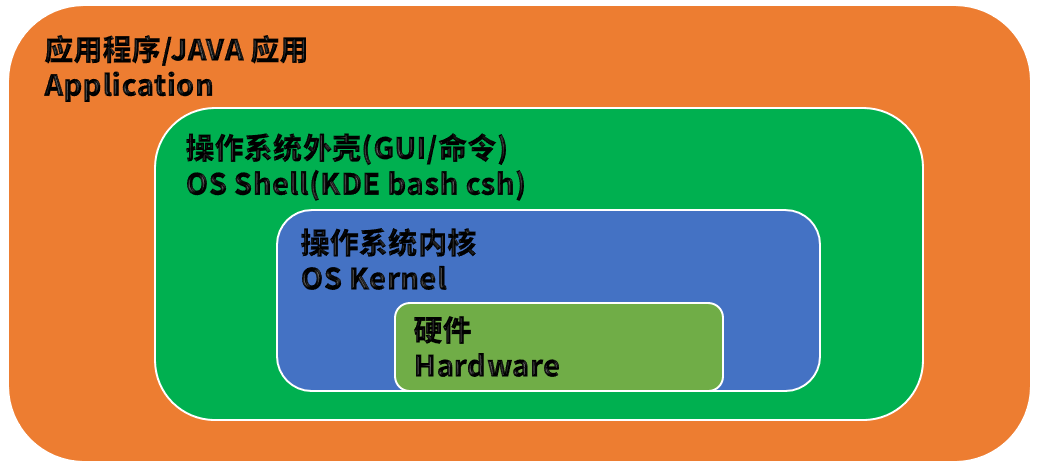 应用程序/JAVA 应用
Application
操作系统外壳(GUI/命令)
OS Shell(KDE bash csh)
操作系统内核
OS Kernel
硬件
Hardware